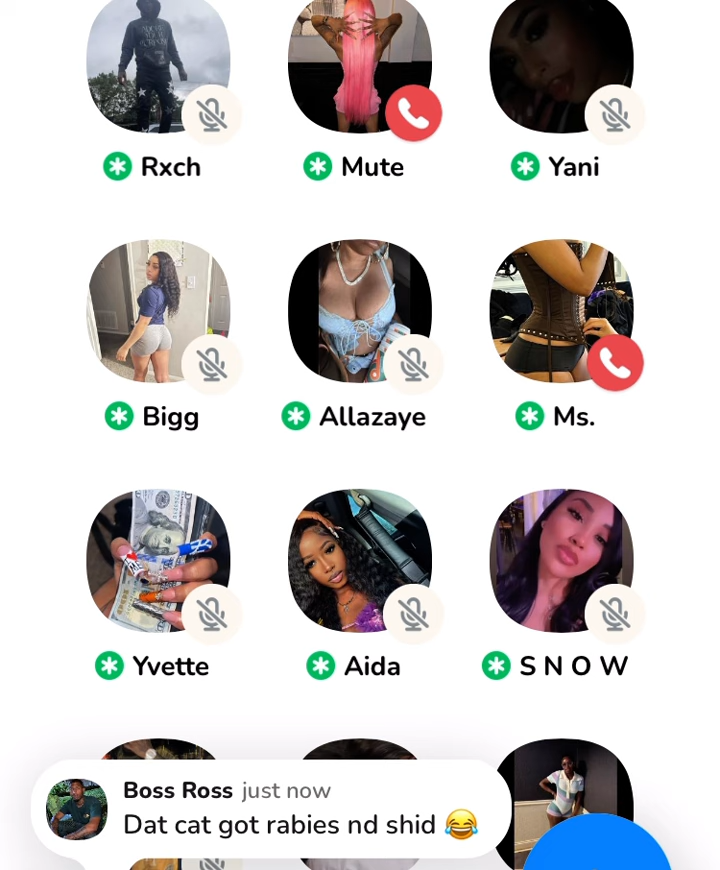 Rxch
Mute
Yani
Bigg
Allazaye
Ms.
Yvette
Aida
S N O W
Boss Ross just now
Dat cat got rabies nd shid 😂